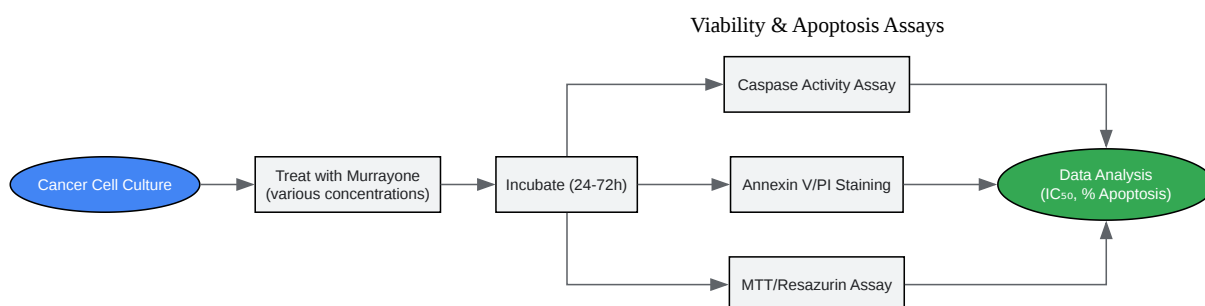 Viability & Apoptosis Assays
Caspase Activity Assay
Cancer Cell Culture
Treat with Murrayone
(various concentrations)
Incubate (24-72h)
Annexin V/PI Staining
Data Analysis
(IC₅₀, % Apoptosis)
MTT/Resazurin Assay